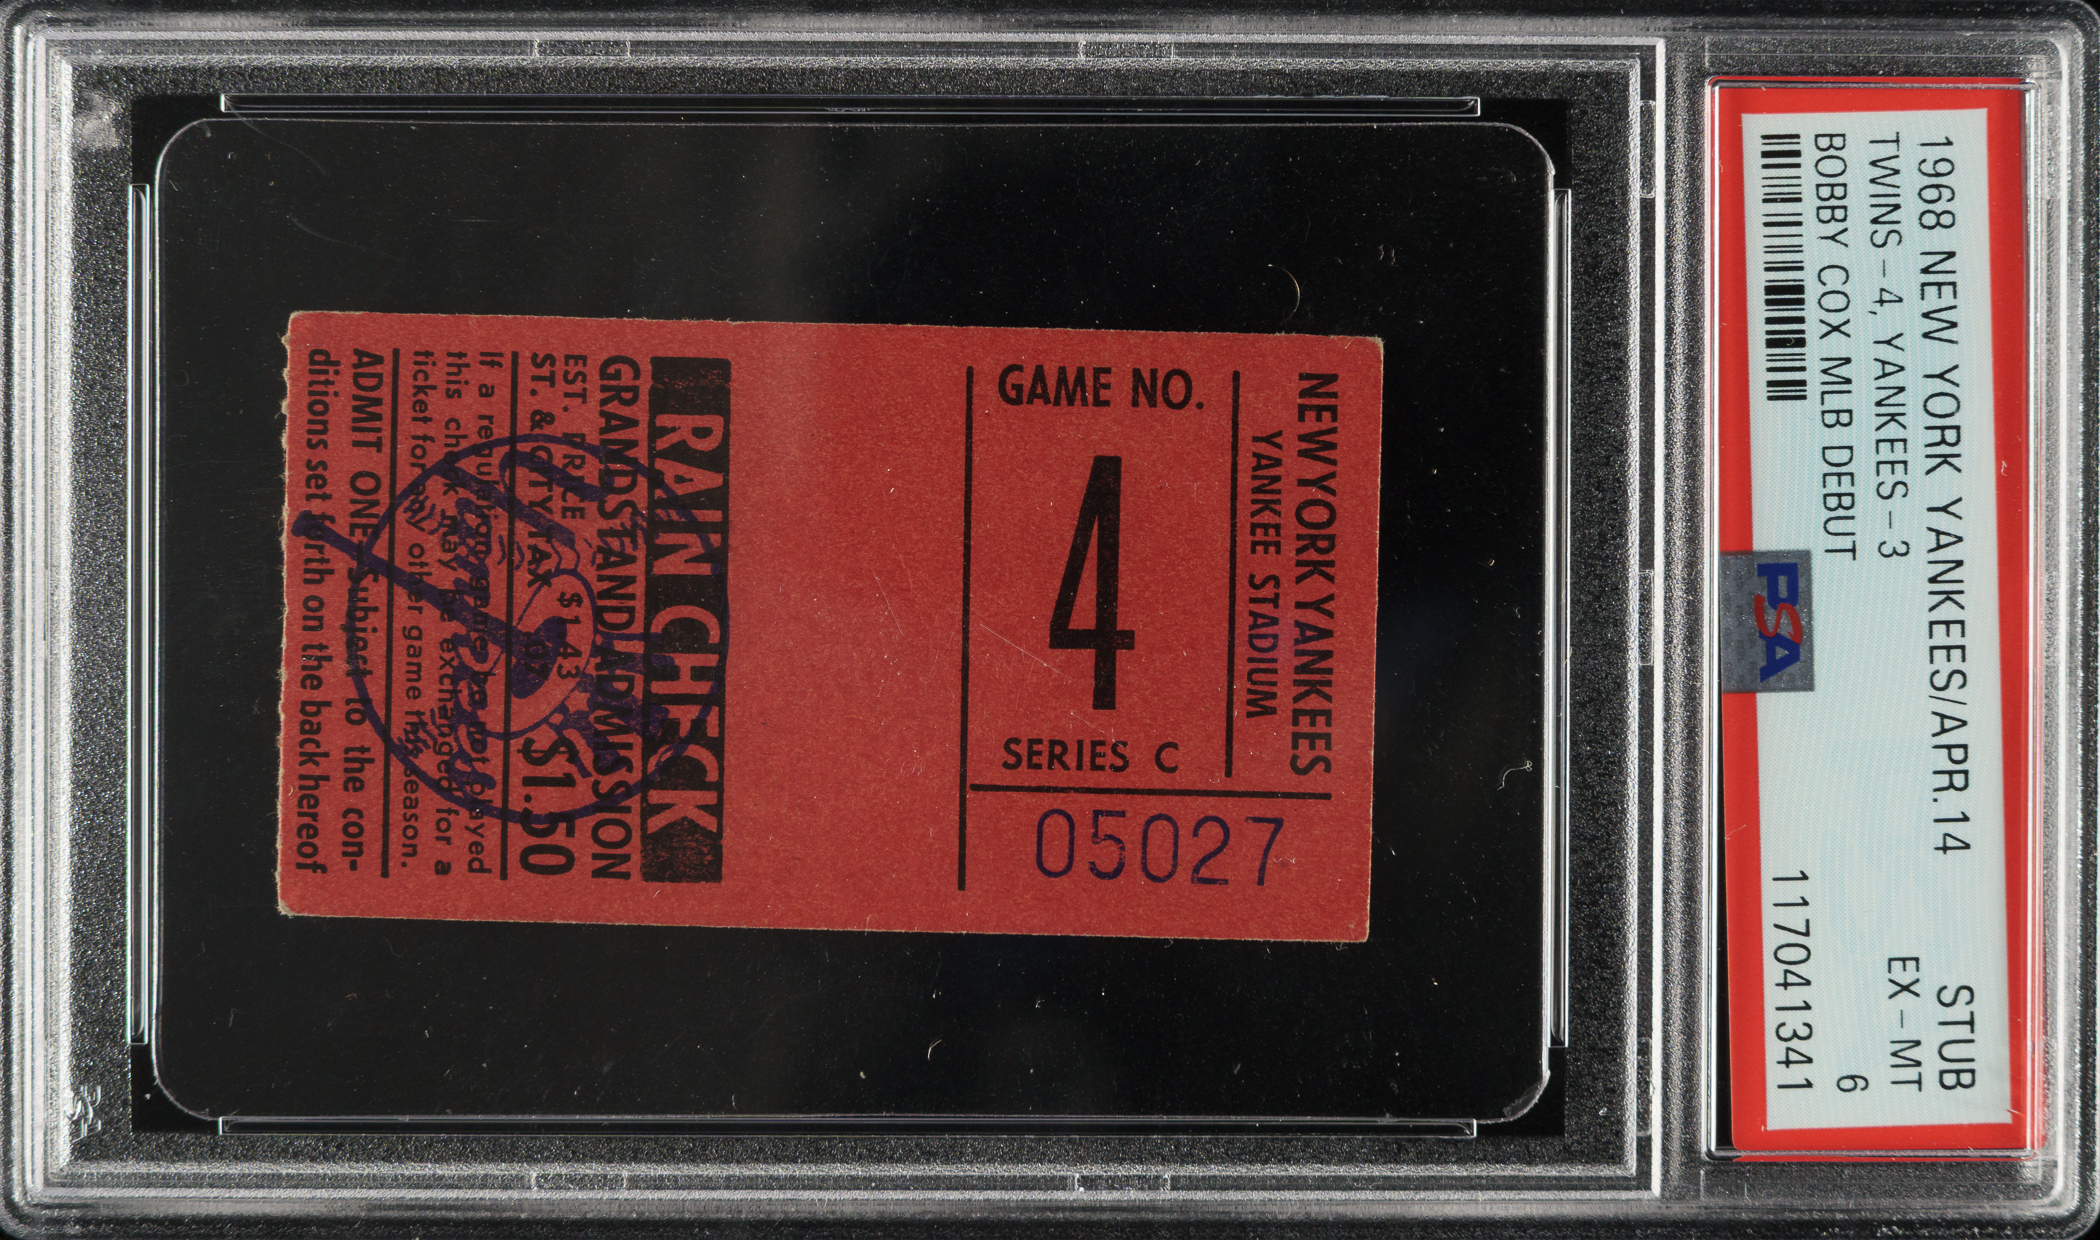 1968 NEW YORK YANKEES/APR.14 STUB
TWINS-4, YANKEES-3 EX-MT
BOBBY COX MLB DEBUT 6
117041341
PSA
NEW YORK YANKEES
YANKEE STADIUM
GAME NO.
4
SERIES C
05027
RAIN CHECK
GRANDSTAND ADMISSION
EST. PRICE $1.43
ST. & CITY TAX .07 $1.50
If a regulation game be not played
this check may be exchanged for a
ticket for any other game this season.
ADMIT ONE—Subject to the con-
ditions set forth on the back hereof